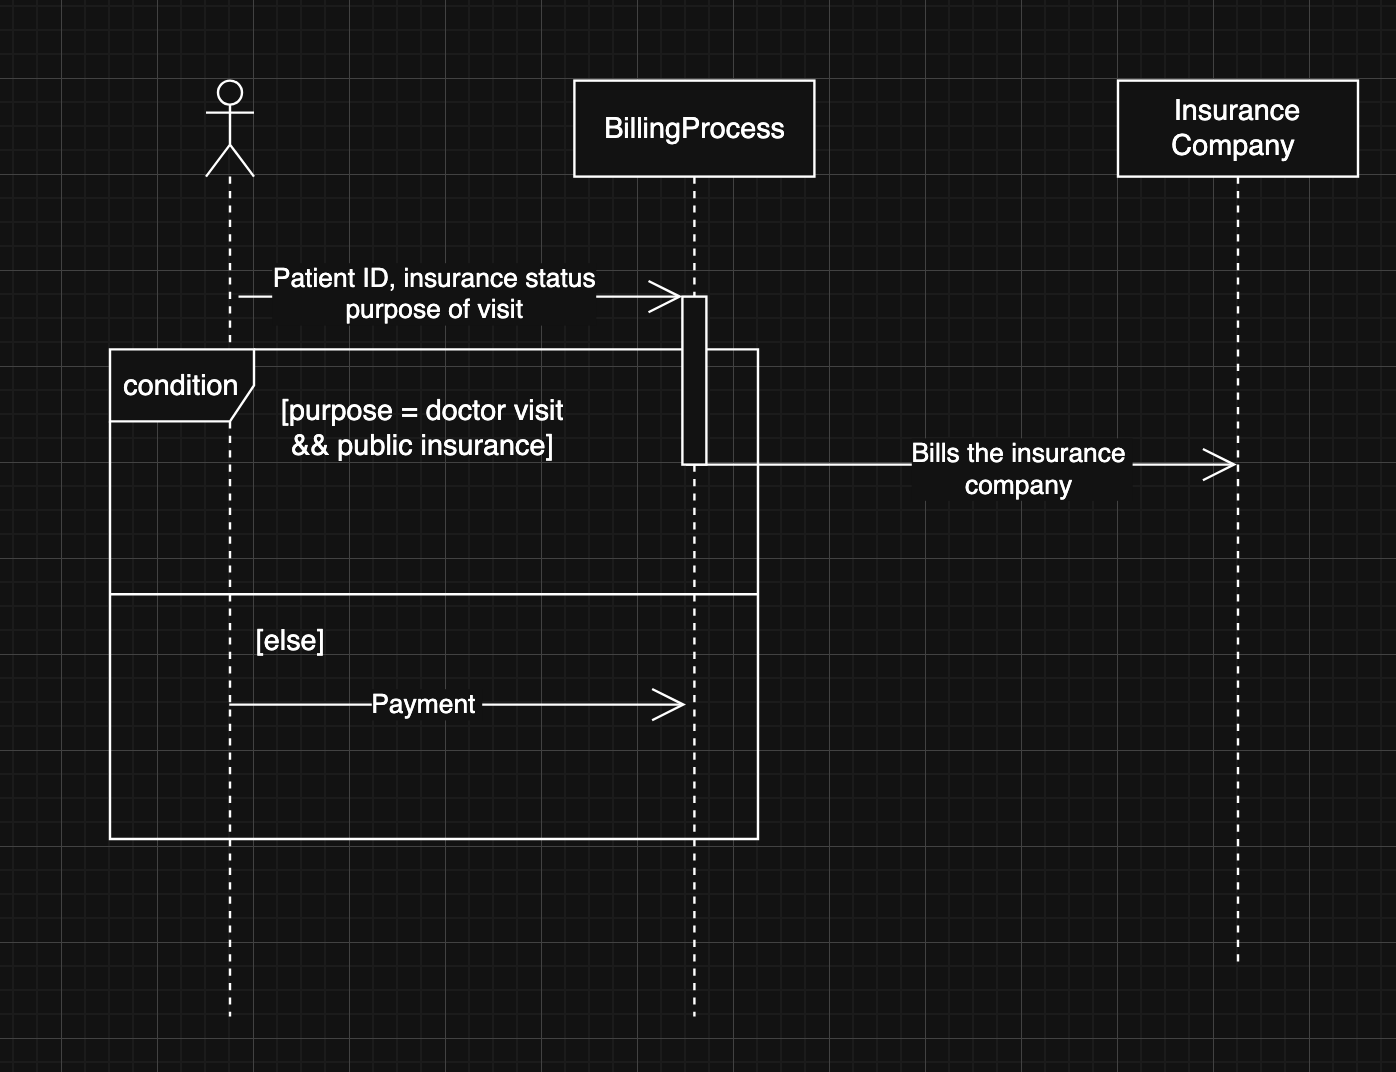 BillingProcess
Insurance
Company
Patient ID, insurance status
purpose of visit
condition
[purpose = doctor visit
&& public insurance]
Bills the insurance
company
[else]
Payment